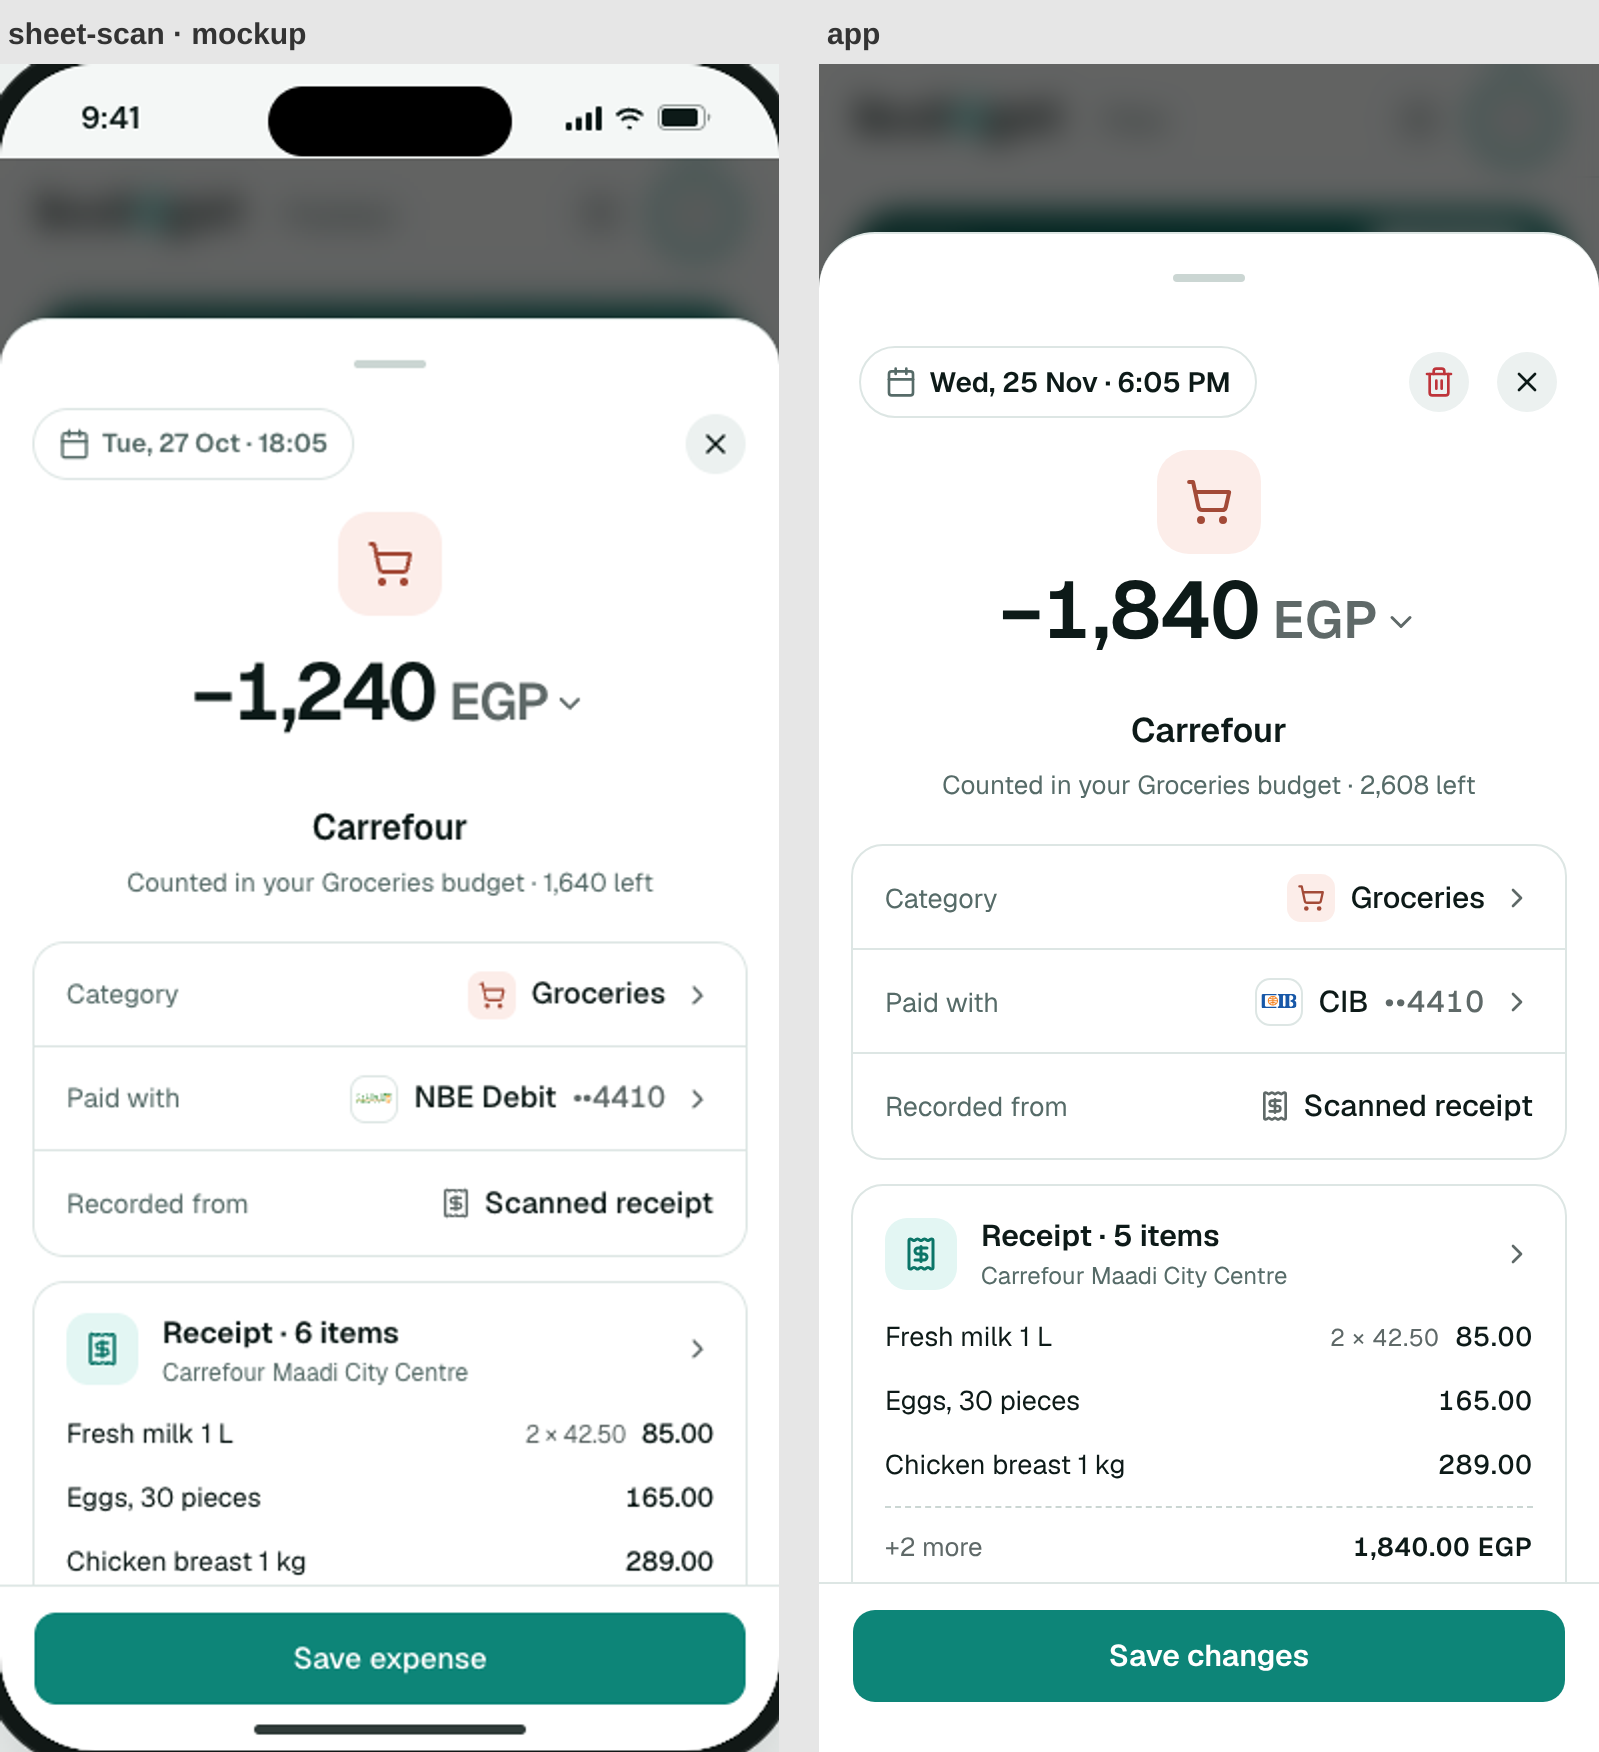 sheet-scan · mockup
9:41
Tue, 27 Oct · 18:05
−1,240 EGP
Carrefour
Counted in your Groceries budget · 1,640 left
Category
Groceries
Paid with
NBE Debit ••4410
Recorded from
Scanned receipt
Receipt · 6 items
Carrefour Maadi City Centre
Fresh milk 1 L 2 × 42.50 85.00
Eggs, 30 pieces 165.00
Chicken breast 1 kg 289.00
Save expense
app
Wed, 25 Nov · 6:05 PM
−1,840 EGP
Carrefour
Counted in your Groceries budget · 2,608 left
Category
Groceries
Paid with
CIB CIB ••4410
Recorded from
Scanned receipt
Receipt · 5 items
Carrefour Maadi City Centre
Fresh milk 1 L 2 × 42.50 85.00
Eggs, 30 pieces 165.00
Chicken breast 1 kg 289.00
+2 more 1,840.00 EGP
Save changes